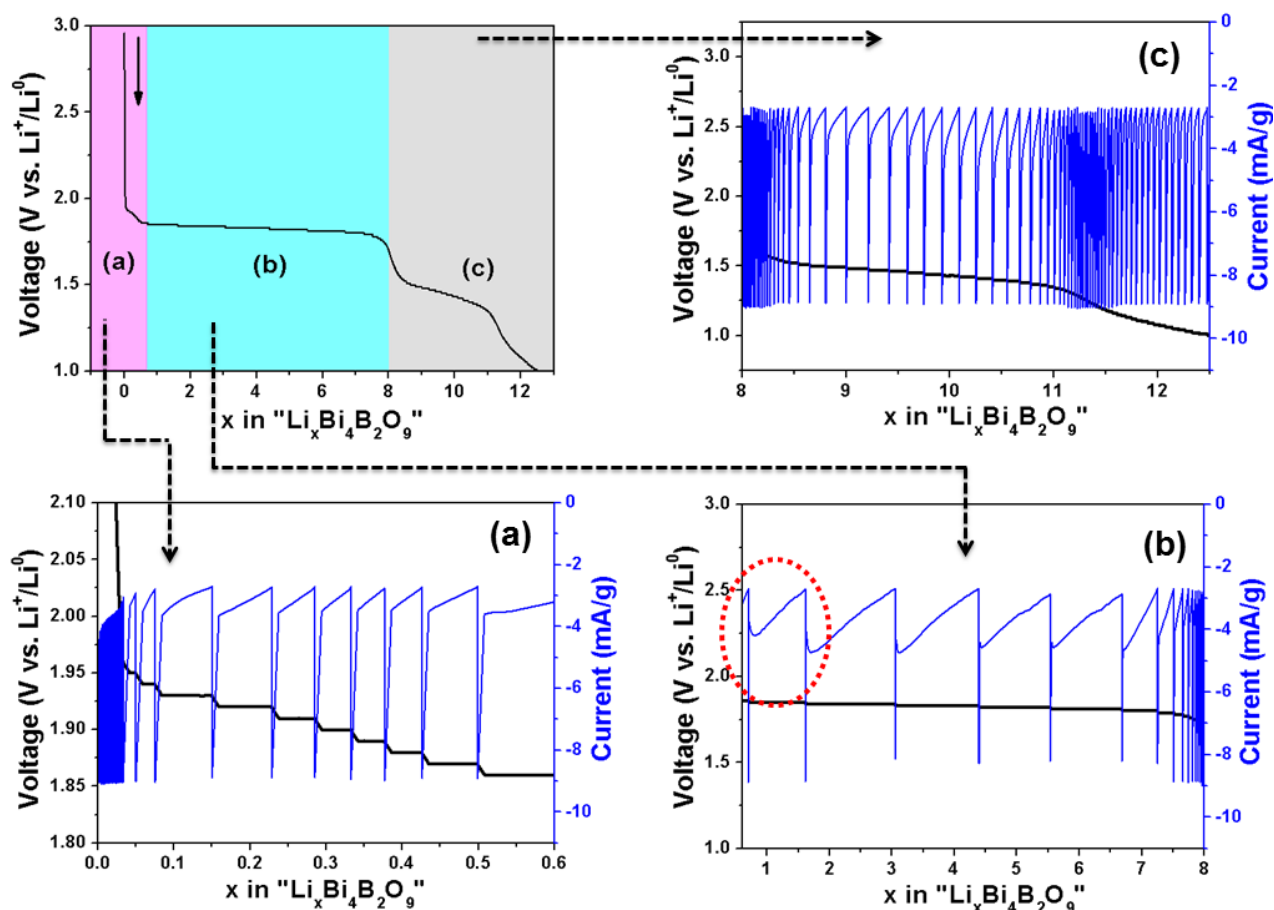 3.0
2.5
2.0
1.5
1.0
Voltage (V vs. Li⁺/Li⁰)
(a)
(b)
(c)
0 2 4 6 8 10 12
x in "LiₓBi₄B₂O₉"
(c)
3.0
2.5
2.0
1.5
1.0
Voltage (V vs. Li⁺/Li⁰)
0
-2
-4
-6
-8
-10
Current (mA/g)
8 9 10 11 12
x in "LiₓBi₄B₂O₉"
(a)
2.10
2.05
2.00
1.95
1.90
1.85
1.80
Voltage (V vs. Li⁺/Li⁰)
0
-2
-4
-6
-8
-10
Current (mA/g)
0.0 0.1 0.2 0.3 0.4 0.5 0.6
x in "LiₓBi₄B₂O₉"
(b)
3.0
2.5
2.0
1.5
1.0
Voltage (V vs. Li⁺/Li⁰)
0
-2
-4
-6
-8
-10
Current (mA/g)
1 2 3 4 5 6 7 8
x in "LiₓBi₄B₂O₉"